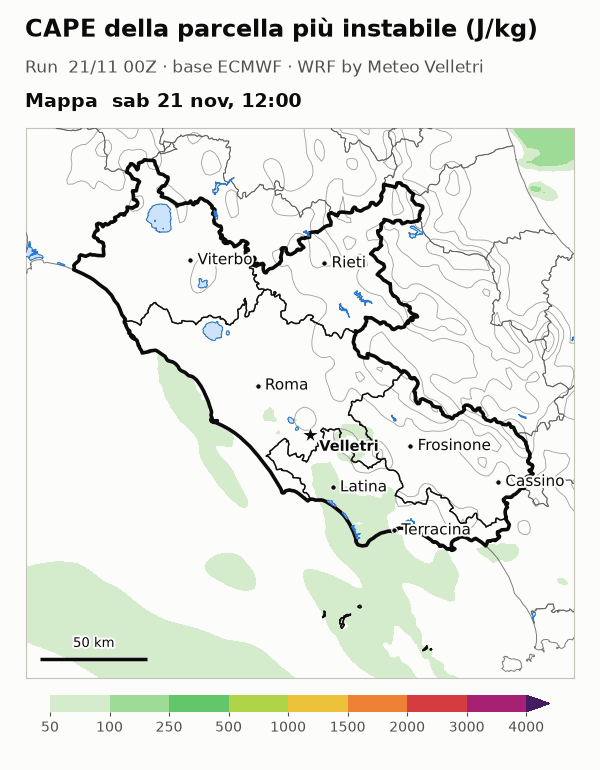 CAPE della parcella più instabile (J/kg)
Run  21/11 00Z · base ECMWF · WRF by Meteo Velletri
Mappa  sab 21 nov, 12:00
Viterbo
Rieti
Roma
Velletri
Frosinone
Latina
Cassino
Terracina
50 km
50 100 250 500 1000 1500 2000 3000 4000